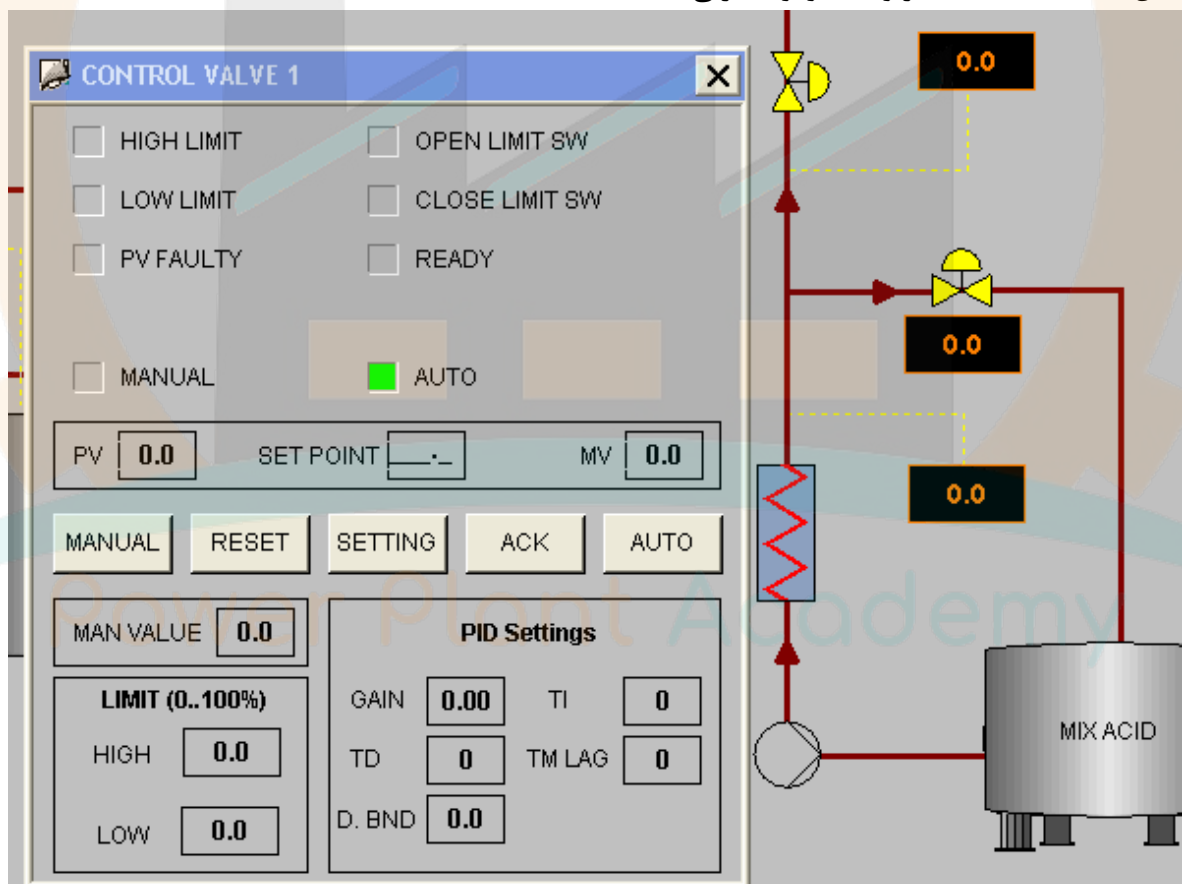 CONTROL VALVE 1
HIGH LIMIT OPEN LIMIT SW
LOW LIMIT CLOSE LIMIT SW
PV FAULTY READY
MANUAL AUTO
PV 0.0 SET POINT ___._ MV 0.0
MANUAL RESET SETTING ACK AUTO
MAN VALUE 0.0
LIMIT (0..100%)
HIGH 0.0
LOW 0.0
PID Settings
GAIN 0.00 TI 0
TD 0 TM LAG 0
D. BND 0.0
0.0
0.0
0.0
MIX ACID
Power Plant Academy